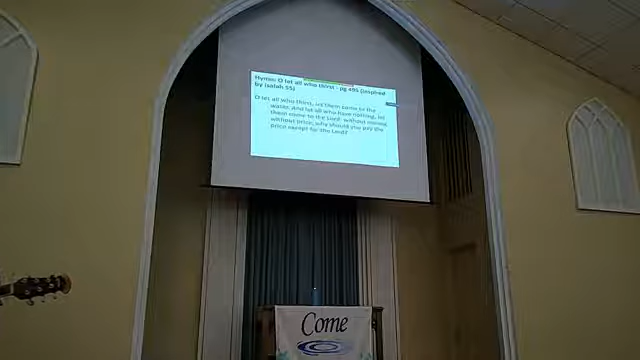 Hymn: O let all who thirst - pg 495 (Inspired
by Isaiah 55)
O let all who thirst, let them come to the
water. And let all who have nothing, let
them come to the Lord: without money,
without price, why should you pay the
price except for the Lord?
Come